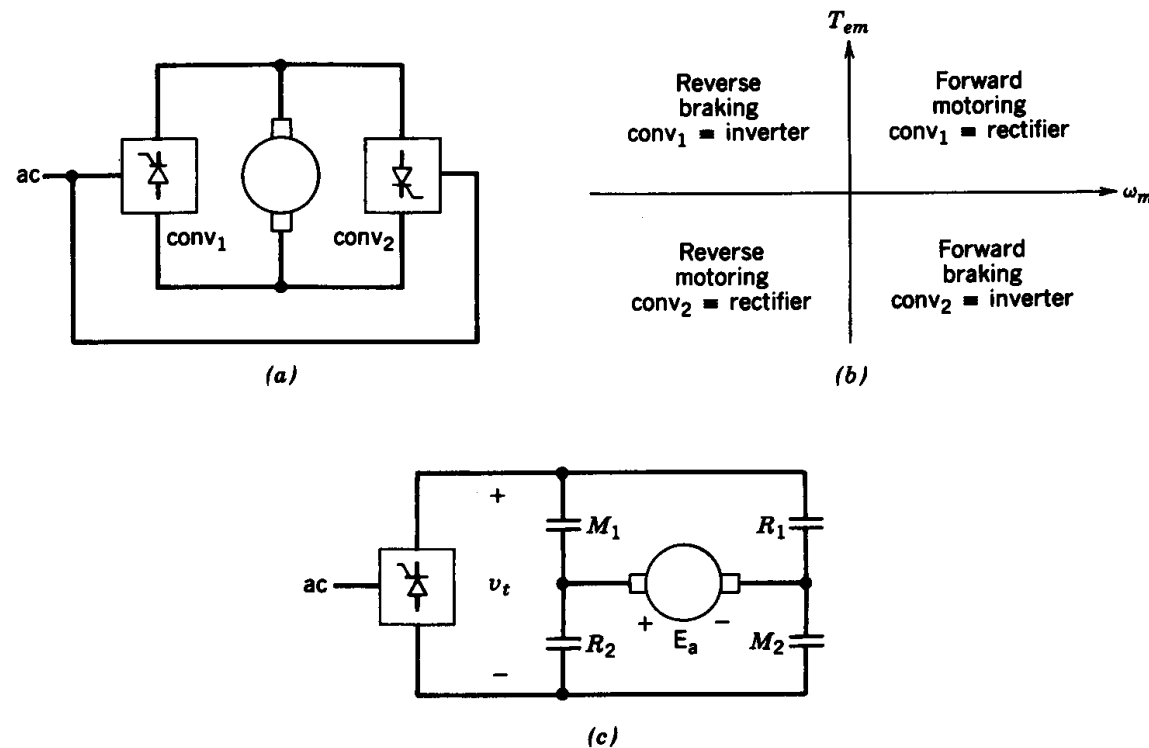 ac
conv₁
conv₂
(a)
T_em
Reverse
braking
conv₁ ≡ inverter
Forward
motoring
conv₁ ≡ rectifier
ω_m
Reverse
motoring
conv₂ ≡ rectifier
Forward
braking
conv₂ ≡ inverter
(b)
ac
+
v_t
−
M₁
R₁
R₂
M₂
+ −
E_a
(c)